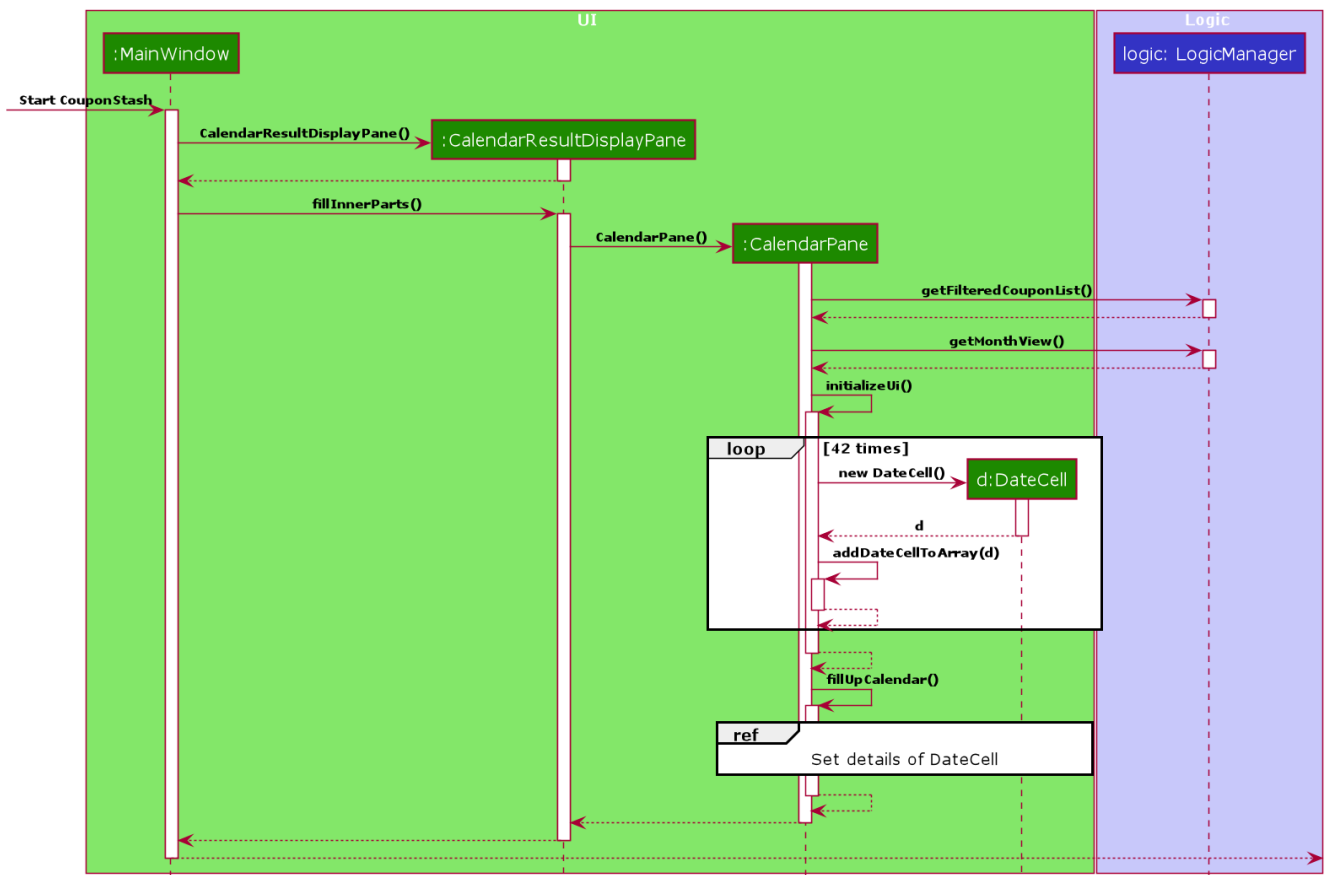 UI
Logic
:MainWindow
logic: LogicManager
Start CouponStash
CalendarResultDisplayPane()
:CalendarResultDisplayPane
fillInnerParts()
CalendarPane()
:CalendarPane
getFilteredCouponList()
getMonthView()
initializeUi()
loop
[42 times]
new DateCell()
d:DateCell
d
addDateCellToArray(d)
fillUpCalendar()
ref
Set details of DateCell